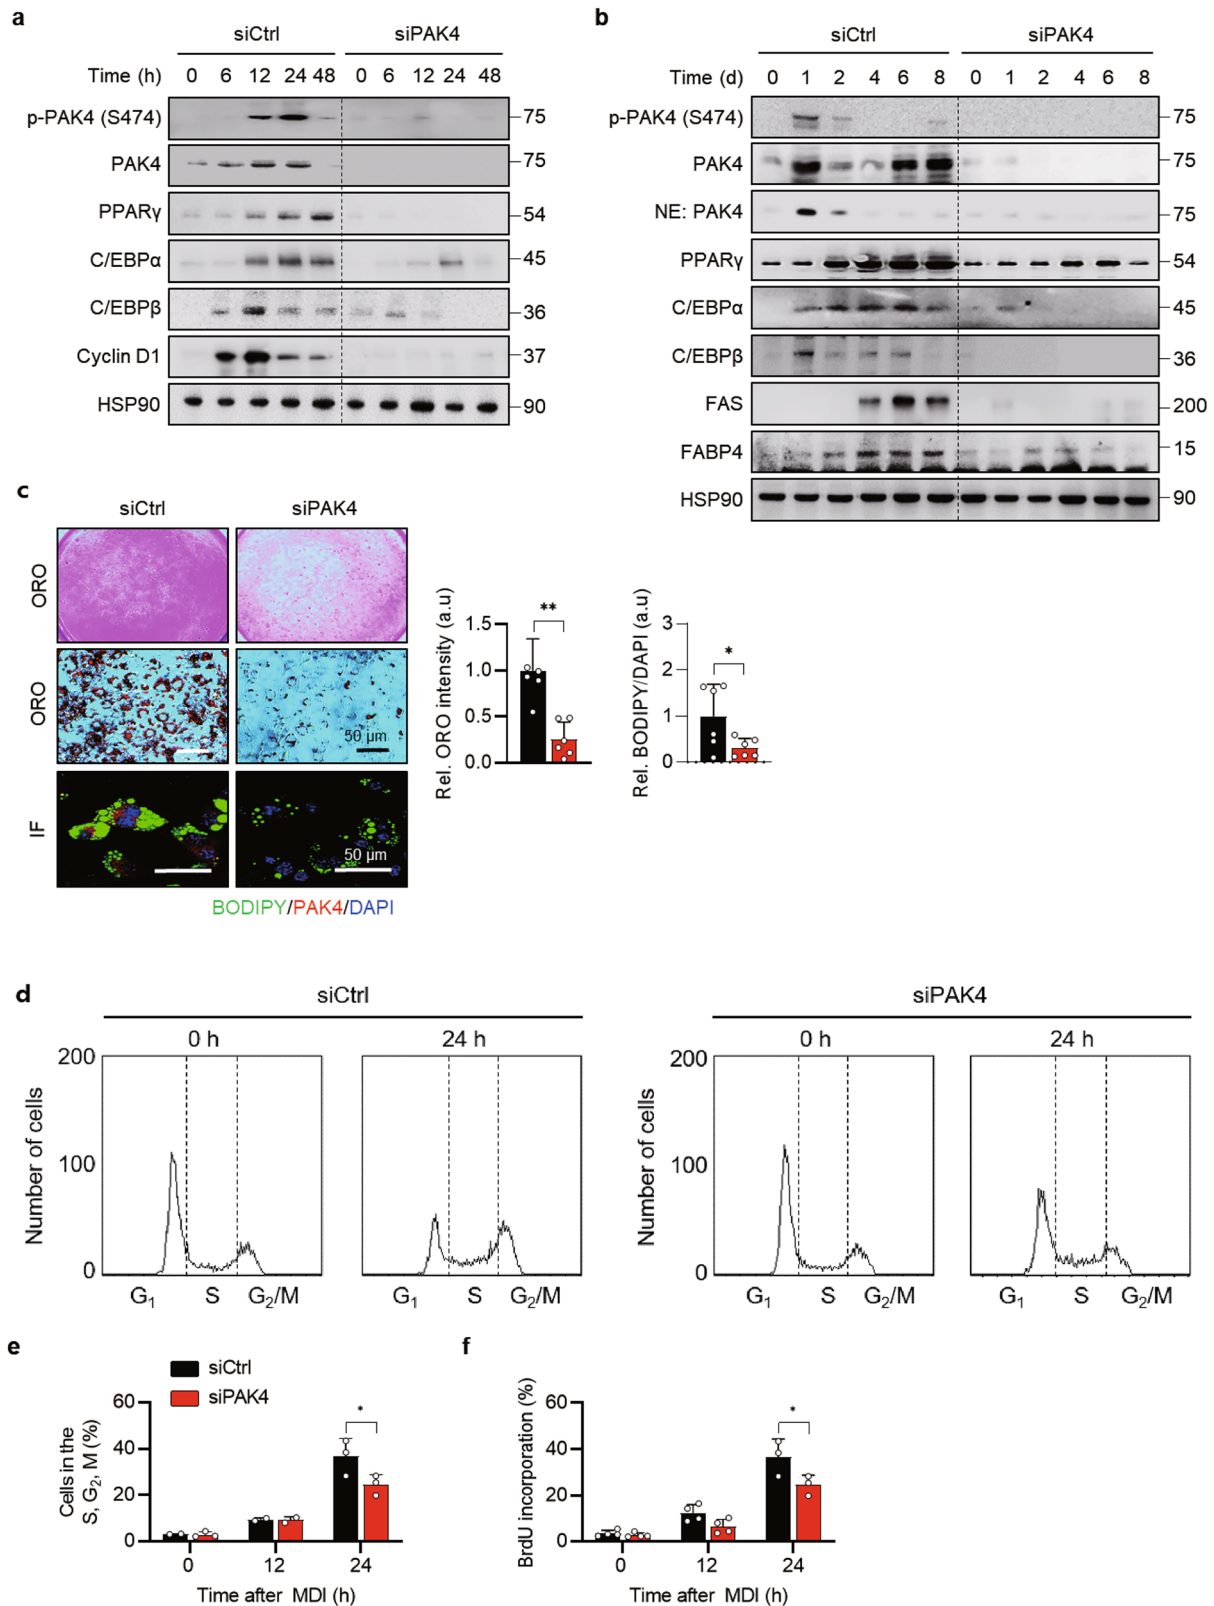 a
siCtrl siPAK4
Time (h) 0 6 12 24 48 0 6 12 24 48
p-PAK4 (S474) 75
PAK4 75
PPARγ 54
C/EBPα 45
C/EBPβ 36
Cyclin D1 37
HSP90 90
b
siCtrl siPAK4
Time (d) 0 1 2 4 6 8 0 1 2 4 6 8
p-PAK4 (S474) 75
PAK4 75
NE: PAK4 75
PPARγ 54
C/EBPα 45
C/EBPβ 36
FAS 200
FABP4 15
HSP90 90
c
siCtrl siPAK4
ORO
ORO
50 µm
IF
50 µm
BODIPY/PAK4/DAPI
Rel. ORO intensity (a.u)
1.5
1.0
0.5
0.0
**
Rel. BODIPY/DAPI (a.u)
3
2
1
0
*
d
siCtrl siPAK4
0 h 24 h 0 h 24 h
Number of cells
200
100
0
G1 S G2/M
G1 S G2/M
Number of cells
200
100
0
G1 S G2/M
G1 S G2/M
e
siCtrl
siPAK4
Cells in the
S, G2, M (%)
60
40
20
0
*
0 12 24
Time after MDI (h)
f
BrdU incorporation (%)
60
40
20
0
*
0 12 24
Time after MDI (h)